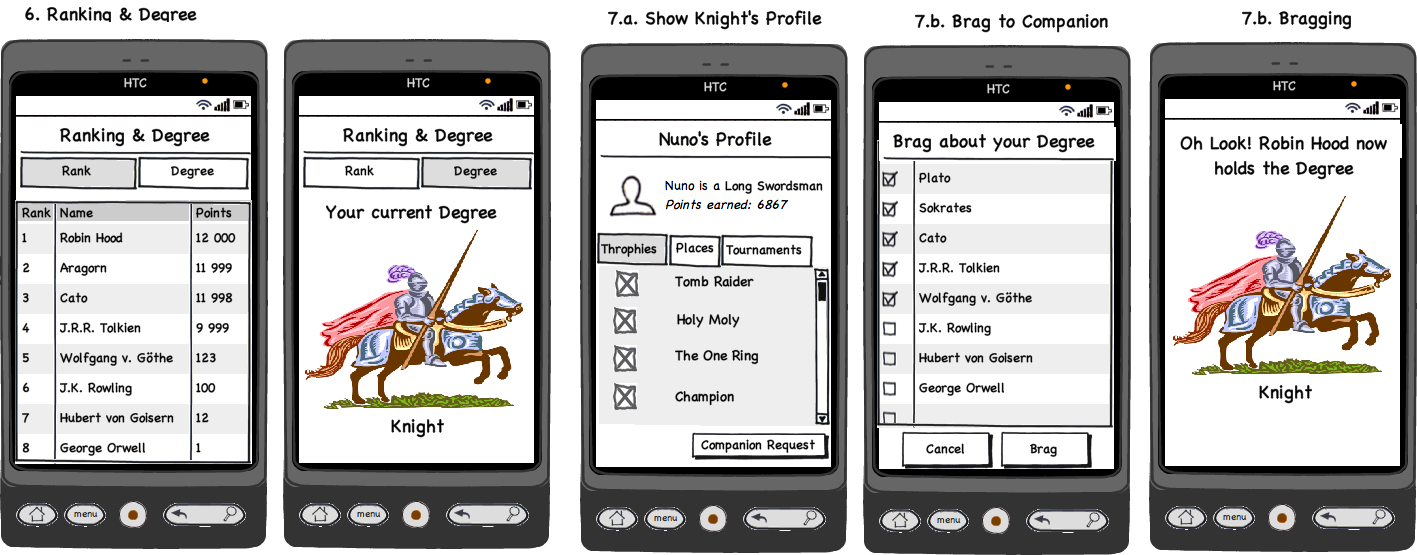 6. Ranking & Degree
7.a. Show Knight's Profile
7.b. Brag to Companion
7.b. Bragging
HTC
Ranking & Degree
Rank Degree
Rank Name Points
1 Robin Hood 12 000
2 Aragorn 11 999
3 Cato 11 998
4 J.R.R. Tolkien 9 999
5 Wolfgang v. Göthe 123
6 J.K. Rowling 100
7 Hubert von Goisern 12
8 George Orwell 1
menu
HTC
Ranking & Degree
Rank Degree
Your current Degree
Knight
menu
HTC
Nuno's Profile
Nuno is a Long Swordsman
Points earned: 6867
Throphies Places Tournaments
Tomb Raider
Holy Moly
The One Ring
Champion
Companion Request
menu
HTC
Brag about your Degree
Plato
Sokrates
Cato
J.R.R. Tolkien
Wolfgang v. Göthe
J.K. Rowling
Hubert von Goisern
George Orwell
Cancel Brag
menu
HTC
Oh Look! Robin Hood now
holds the Degree
Knight
menu